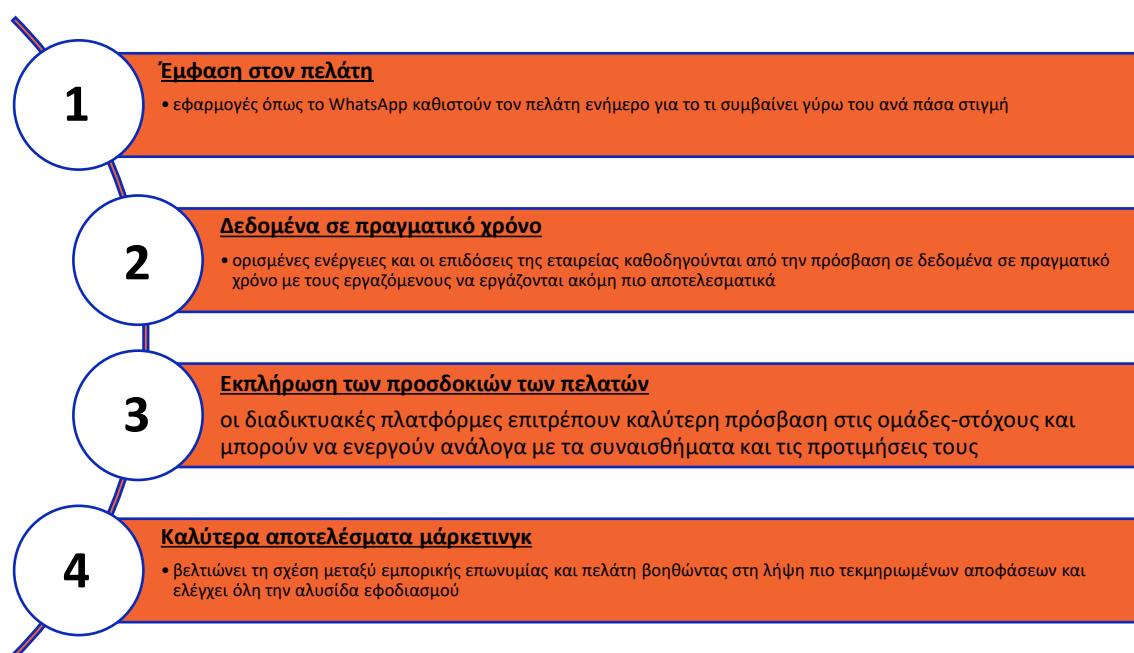 1
Έμφαση στον πελάτη
• εφαρμογές όπως το WhatsApp καθιστούν τον πελάτη ενήμερο για το τι συμβαίνει γύρω του ανά πάσα στιγμή
2
Δεδομένα σε πραγματικό χρόνο
• ορισμένες ενέργειες και οι επιδόσεις της εταιρείας καθοδηγούνται από την πρόσβαση σε δεδομένα σε πραγματικό
χρόνο με τους εργαζόμενους να εργάζονται ακόμη πιο αποτελεσματικά
3
Εκπλήρωση των προσδοκιών των πελατών
οι διαδικτυακές πλατφόρμες επιτρέπουν καλύτερη πρόσβαση στις ομάδες-στόχους και
μπορούν να ενεργούν ανάλογα με τα συναισθήματα και τις προτιμήσεις τους
4
Καλύτερα αποτελέσματα μάρκετινγκ
• βελτιώνει τη σχέση μεταξύ εμπορικής επωνυμίας και πελάτη βοηθώντας στη λήψη πιο τεκμηριωμένων αποφάσεων και
ελέγχει όλη την αλυσίδα εφοδιασμού